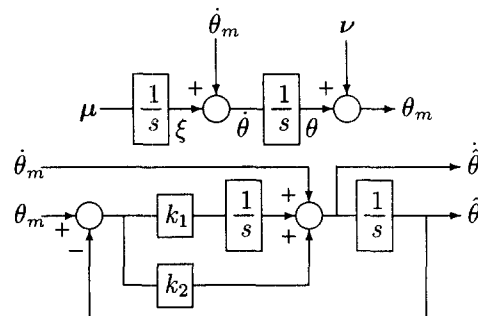 θ̇ₘ ν
μ 1/s + ξ θ̇ 1/s θ + θₘ
θ̇ₘ θ̂̇
θₘ + − k₁ 1/s + + 1/s θ̂
k₂